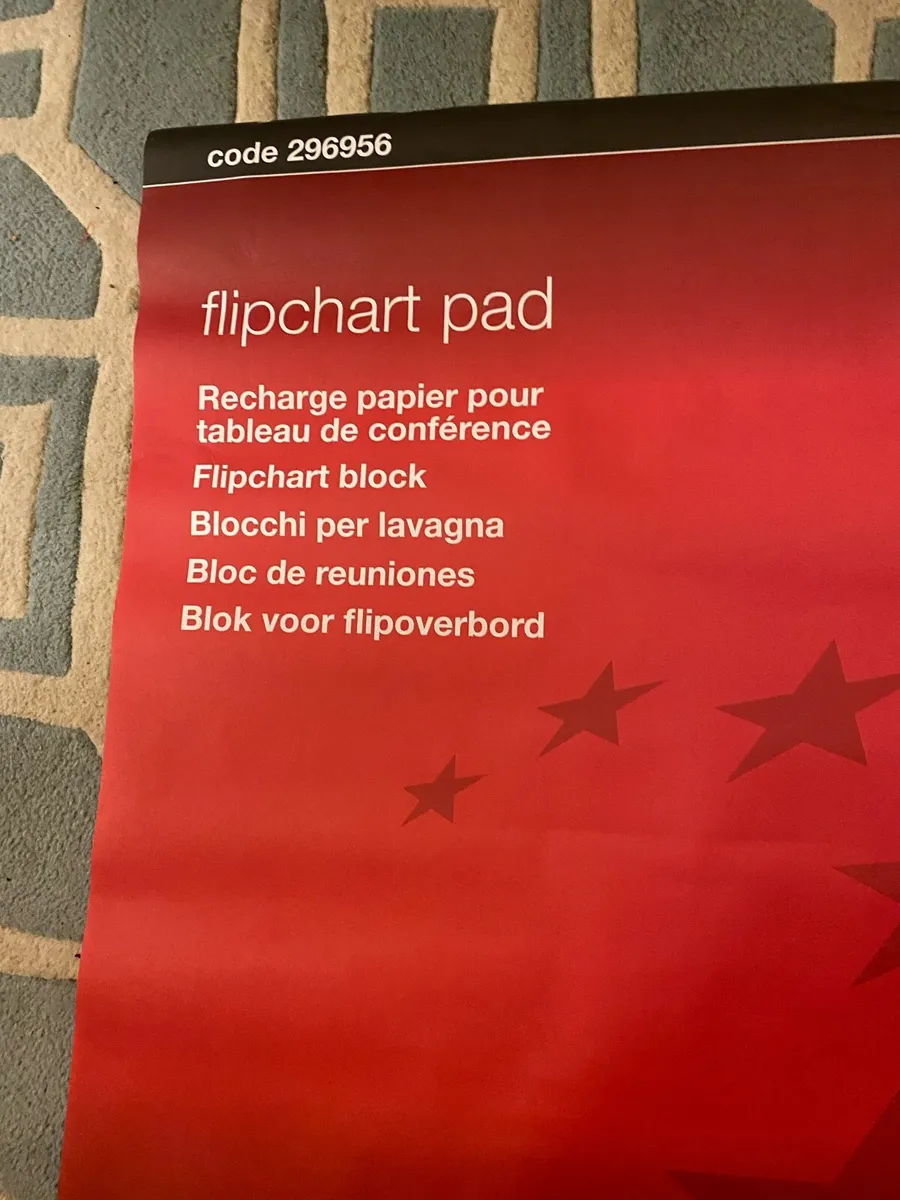 code 296956
flipchart pad
Recharge papier pour
tableau de conférence
Flipchart block
Blocchi per lavagna
Bloc de reuniones
Blok voor flipoverbord